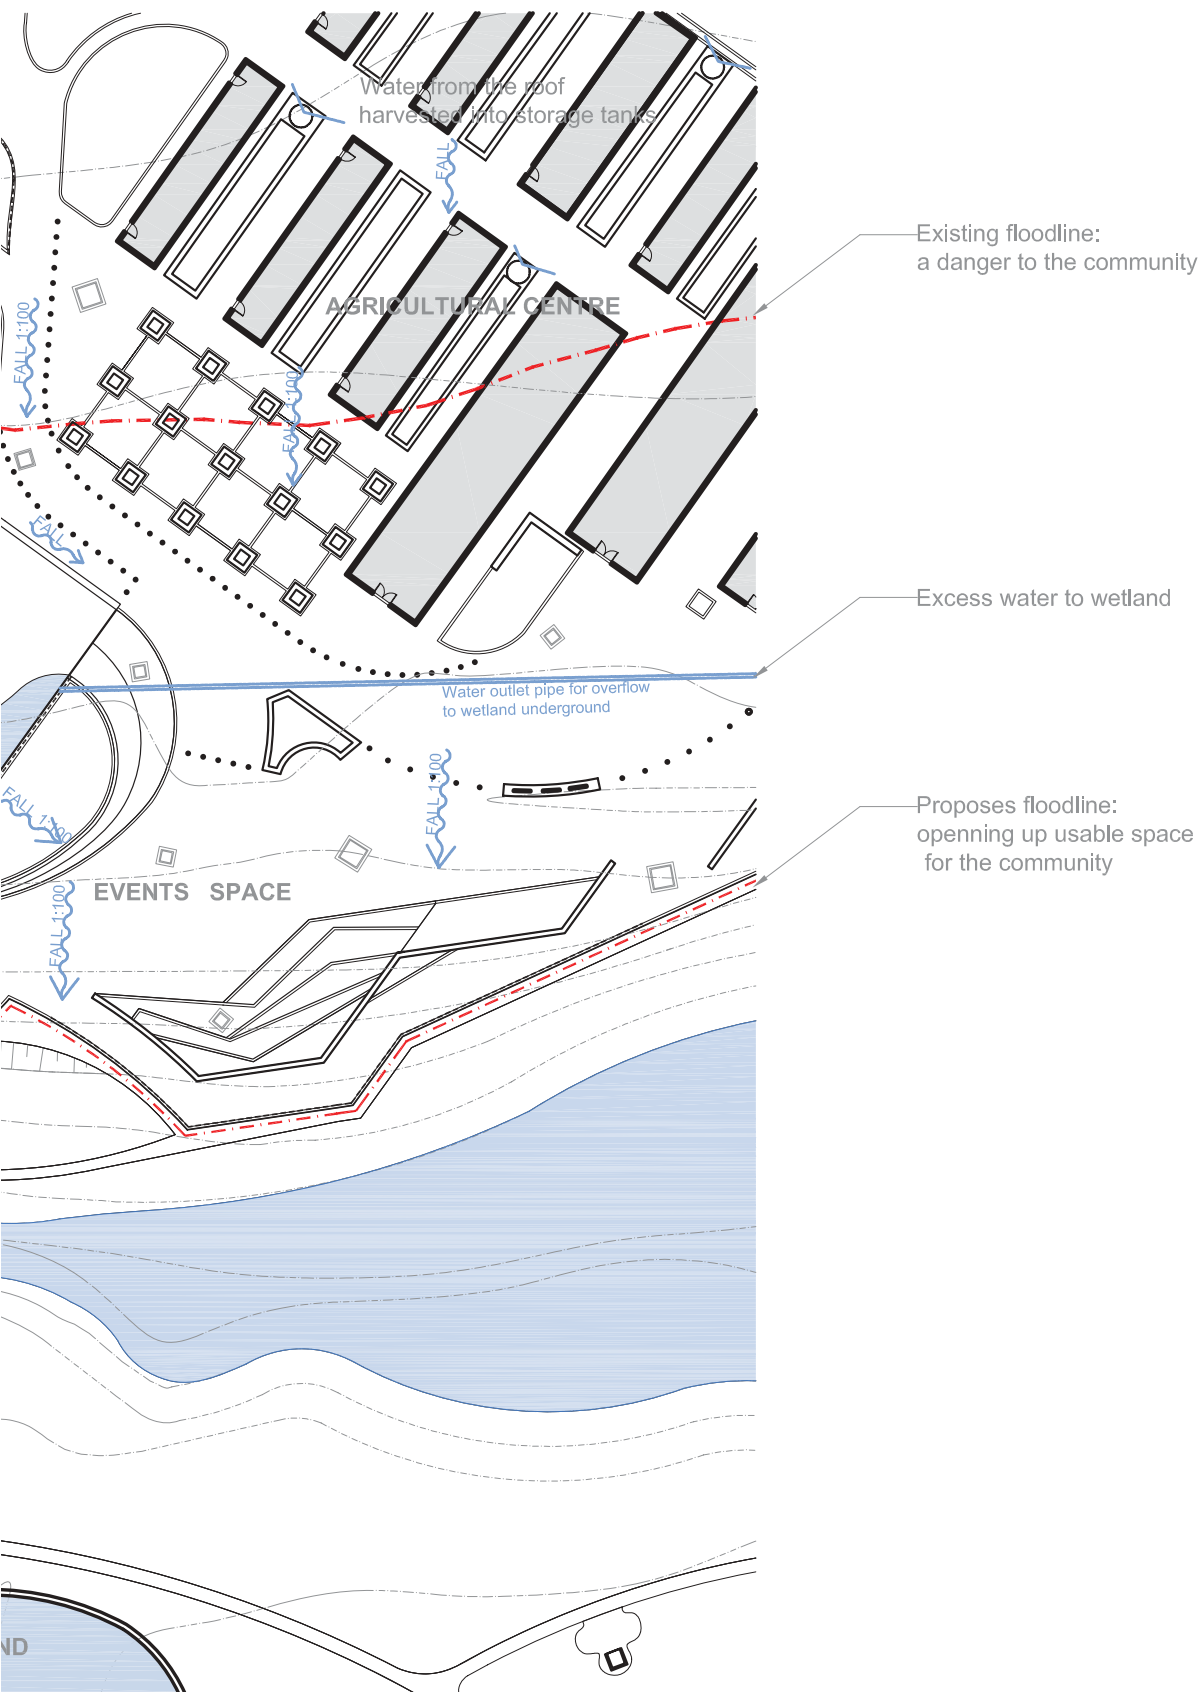 Water from the roof
harvested into storage tanks
FALL
Existing floodline:
a danger to the community
AGRICULTURAL CENTRE
FALL 1:100
FALL 1:100
FALL
Excess water to wetland
Water outlet pipe for overflow
to wetland underground
FALL 1:100
FALL 1:100
Proposes floodline:
openning up usable space
for the community
EVENTS SPACE
FALL 1:100
ND